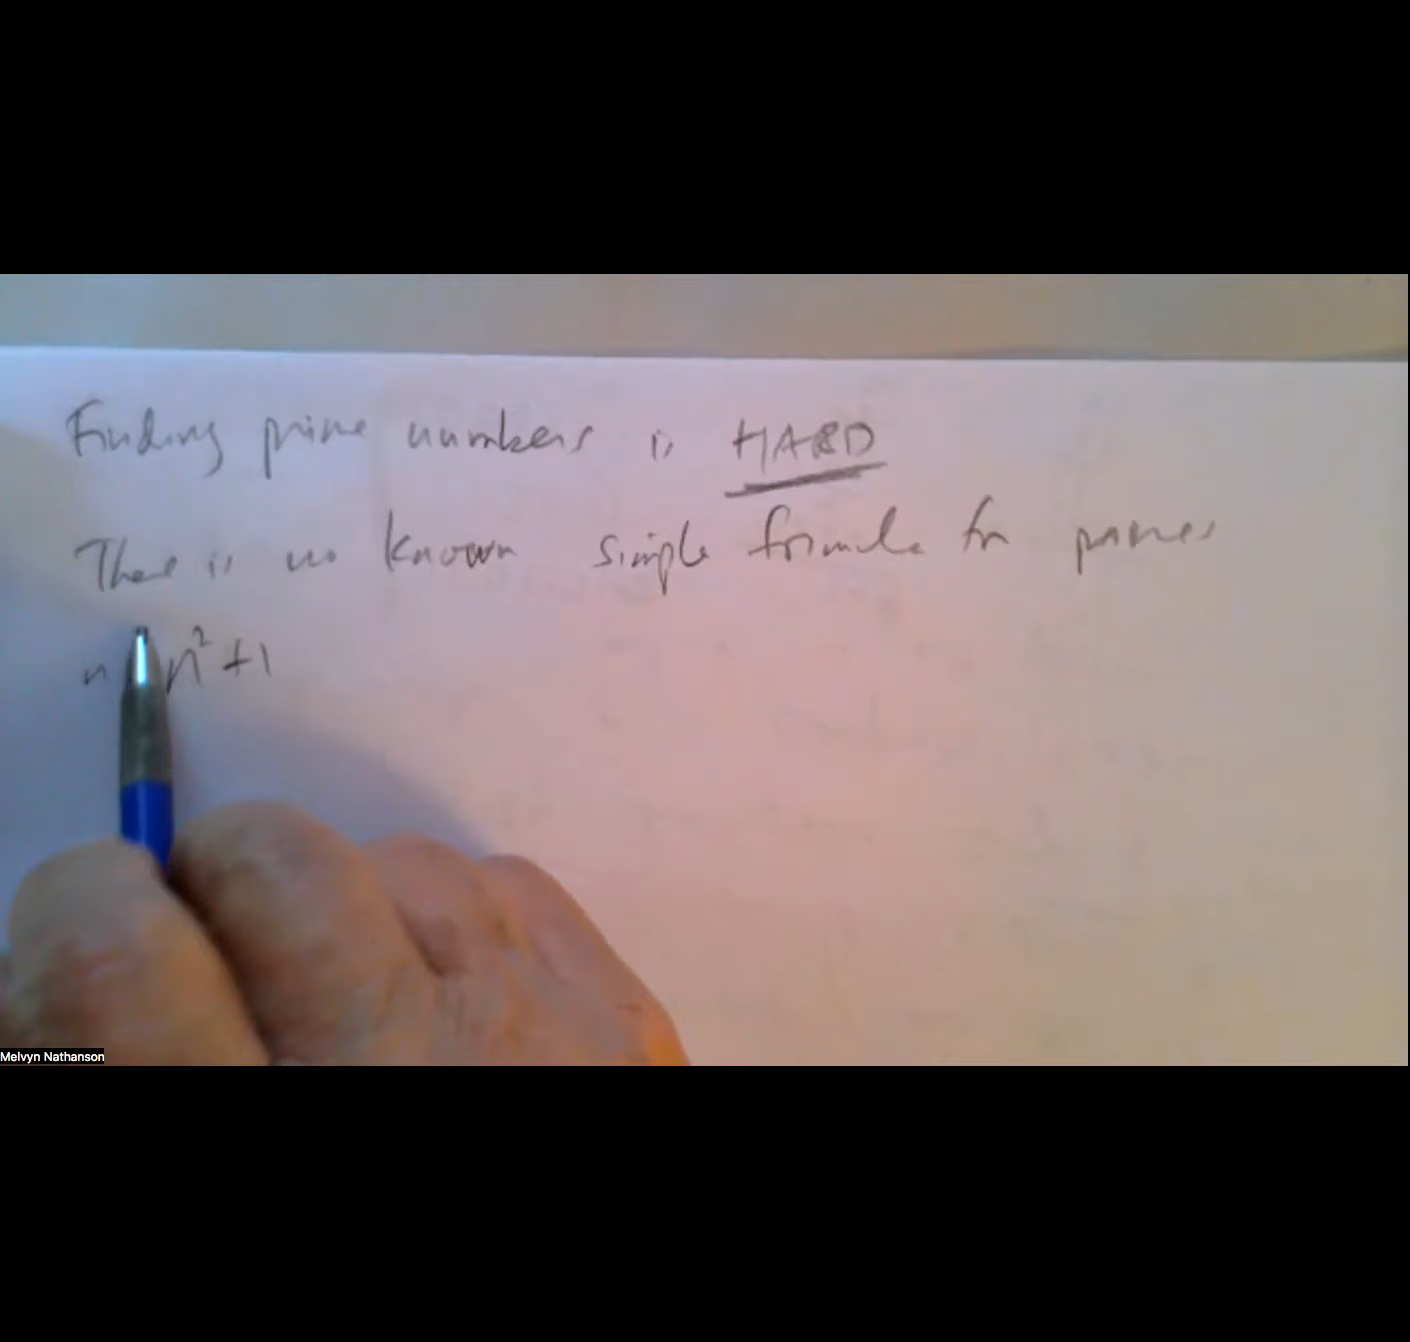 Finding prime numbers is HARD
There is no known simple formula for primes
n n² + 1
Melvyn Nathanson